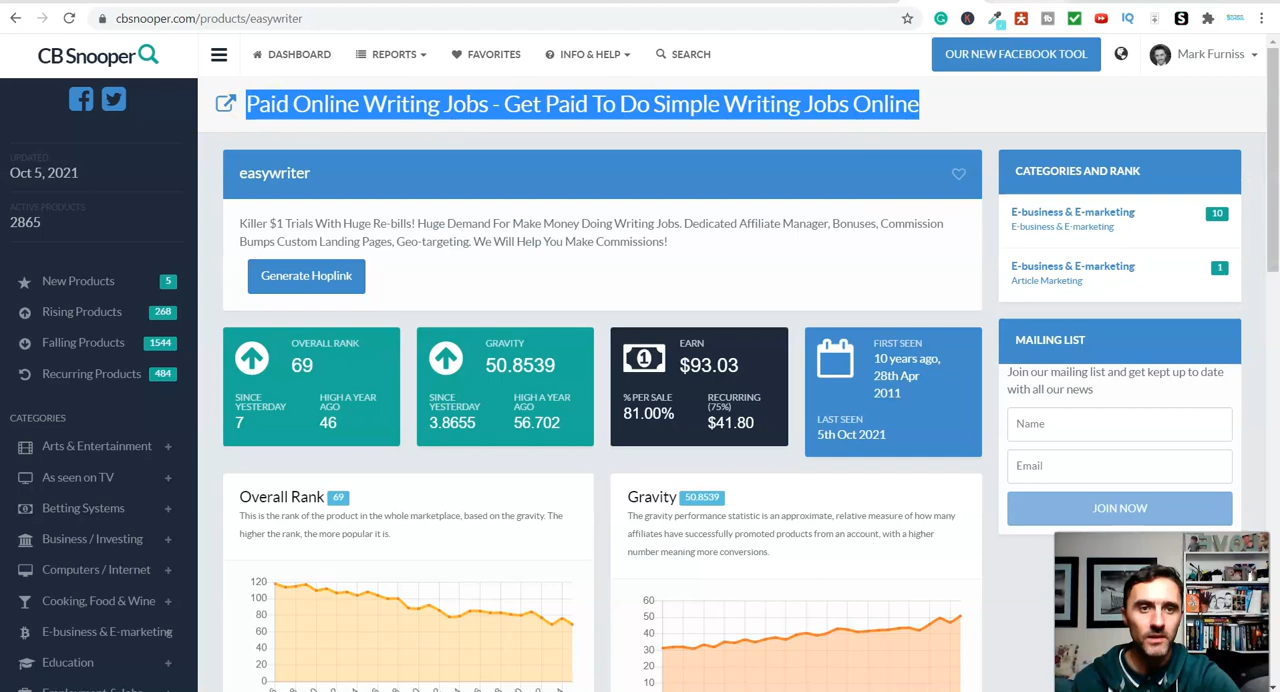 cbsnooper.com/products/easywriter
CB Snooper
DASHBOARD
REPORTS
FAVORITES
INFO & HELP
SEARCH
OUR NEW FACEBOOK TOOL
Mark Furniss
Paid Online Writing Jobs - Get Paid To Do Simple Writing Jobs Online
UPDATED
Oct 5, 2021
ACTIVE PRODUCTS
2865
New Products 5
Rising Products 268
Falling Products 1544
Recurring Products 484
CATEGORIES
Arts & Entertainment +
As seen on TV +
Betting Systems +
Business / Investing +
Computers / Internet +
Cooking, Food & Wine +
E-business & E-marketing
Education +
easywriter
Killer $1 Trials With Huge Re-bills! Huge Demand For Make Money Doing Writing Jobs. Dedicated Affiliate Manager, Bonuses, Commission
Bumps Custom Landing Pages, Geo-targeting. We Will Help You Make Commissions!
Generate Hoplink
OVERALL RANK
69
SINCE YESTERDAY
7
HIGH A YEAR AGO
46
GRAVITY
50.8539
SINCE YESTERDAY
3.8655
HIGH A YEAR AGO
56.702
EARN
$93.03
% PER SALE
81.00%
RECURRING (75%)
$41.80
FIRST SEEN
10 years ago,
28th Apr
2011
LAST SEEN
5th Oct 2021
Overall Rank 69
This is the rank of the product in the whole marketplace, based on the gravity. The
higher the rank, the more popular it is.
120
100
80
60
40
20
0
Gravity 50.8539
The gravity performance statistic is an approximate, relative measure of how many
affiliates have successfully promoted products from an account, with a higher
number meaning more conversions.
60
50
40
30
20
10
CATEGORIES AND RANK
E-business & E-marketing 10
E-business & E-marketing
E-business & E-marketing 1
Article Marketing
MAILING LIST
Join our mailing list and get kept up to date
with all our news
Name
Email
JOIN NOW